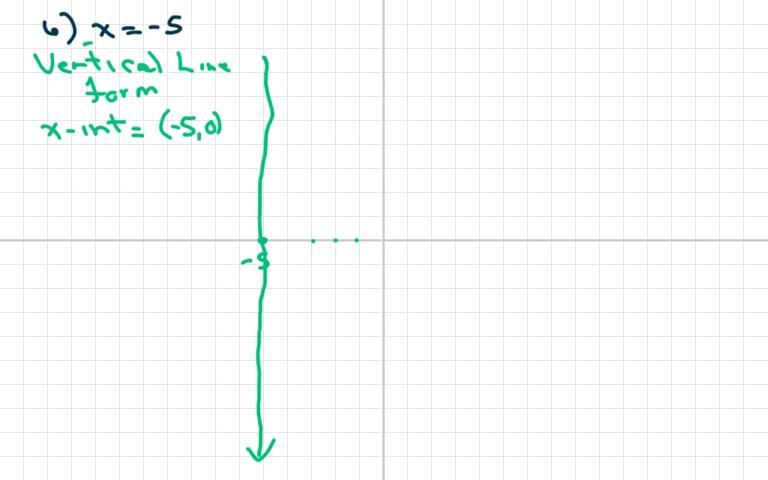 6) x = -5
Vertical Line
form
x-int = (-5,0)
-5